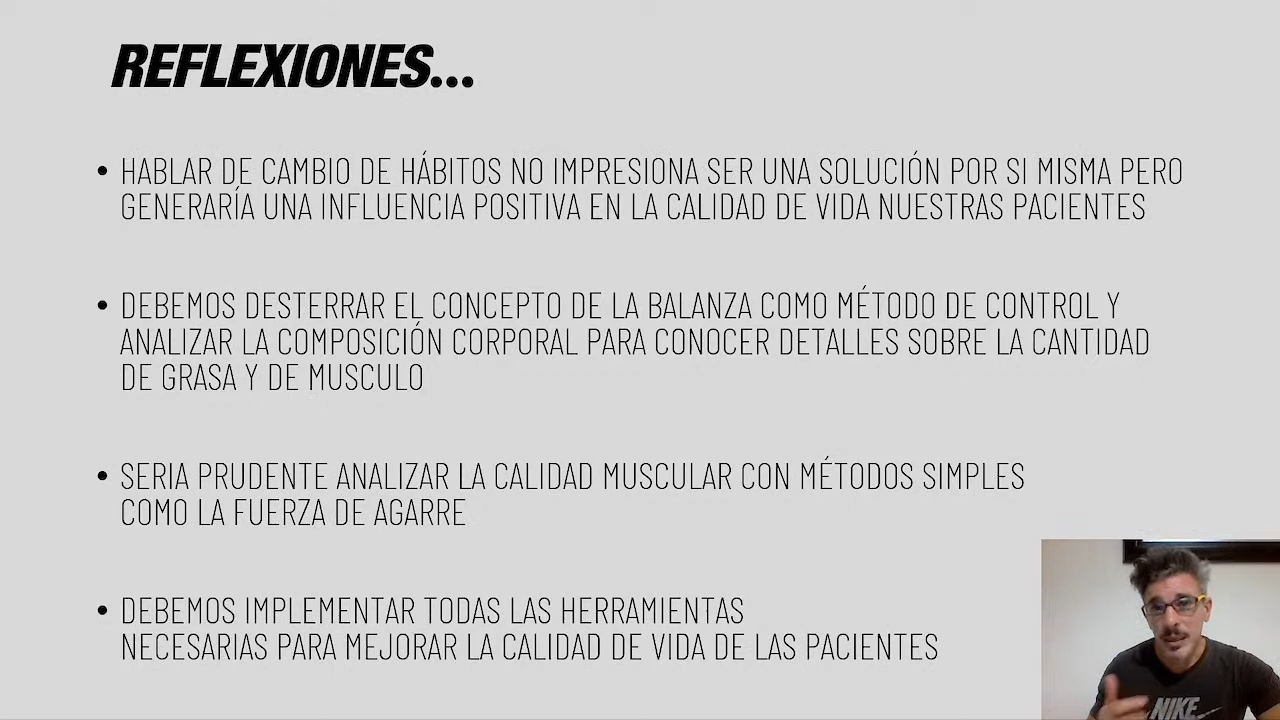 REFLEXIONES...
• HABLAR DE CAMBIO DE HÁBITOS NO IMPRESIONA SER UNA SOLUCIÓN POR SI MISMA PERO
GENERARÍA UNA INFLUENCIA POSITIVA EN LA CALIDAD DE VIDA NUESTRAS PACIENTES
• DEBEMOS DESTERRAR EL CONCEPTO DE LA BALANZA COMO MÉTODO DE CONTROL Y
ANALIZAR LA COMPOSICIÓN CORPORAL PARA CONOCER DETALLES SOBRE LA CANTIDAD
DE GRASA Y DE MUSCULO
• SERIA PRUDENTE ANALIZAR LA CALIDAD MUSCULAR CON MÉTODOS SIMPLES
COMO LA FUERZA DE AGARRE
• DEBEMOS IMPLEMENTAR TODAS LAS HERRAMIENTAS
NECESARIAS PARA MEJORAR LA CALIDAD DE VIDA DE LAS PACIENTES
NIKE